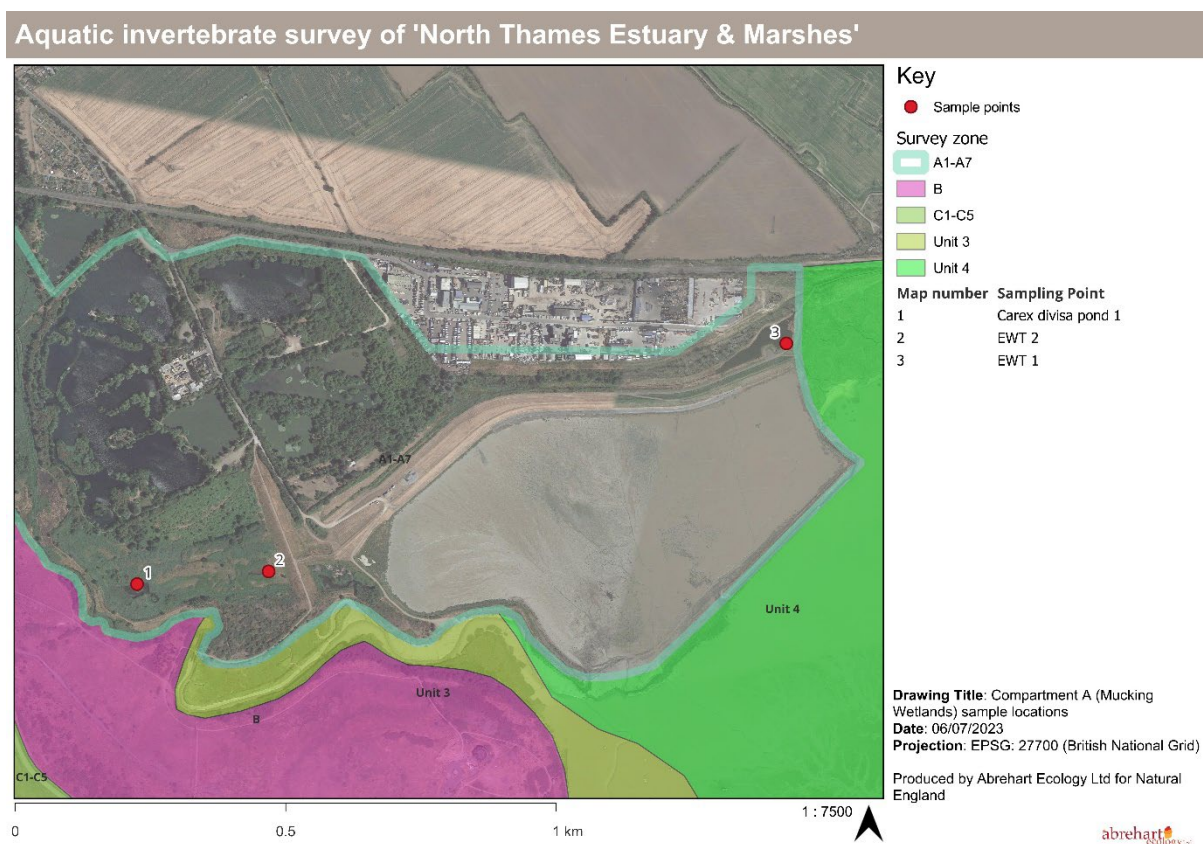 Aquatic invertebrate survey of 'North Thames Estuary & Marshes'
Key
Sample points
Survey zone
A1-A7
B
C1-C5
Unit 3
Unit 4
Map number Sampling Point
1 Carex divisa pond 1
2 EWT 2
3 EWT 1
3
A1-A7
1
2
Unit 4
Unit 3
B
C1-C5
Drawing Title: Compartment A (Mucking
Wetlands) sample locations
Date: 06/07/2023
Projection: EPSG: 27700 (British National Grid)
Produced by Abrehart Ecology Ltd for Natural
England
1 : 7500
0 0.5 1 km
abrehart